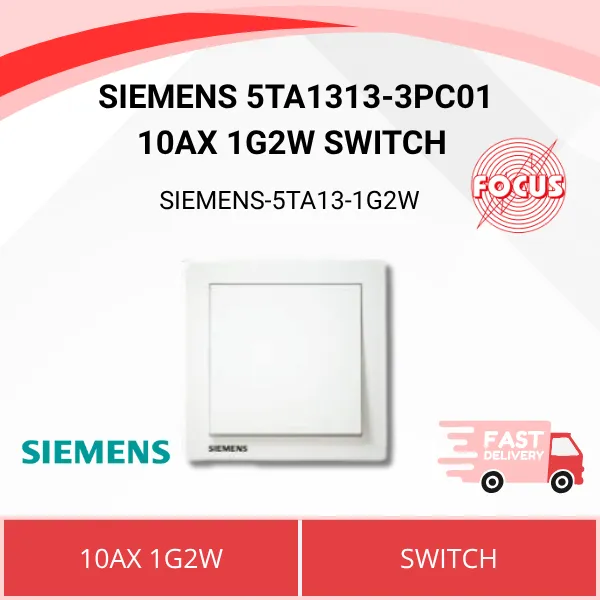 SIEMENS 5TA1313-3PC01
10AX 1G2W SWITCH
SIEMENS-5TA13-1G2W
FOCUS
SIEMENS
SIEMENS
FAST
DELIVERY
10AX 1G2W
SWITCH